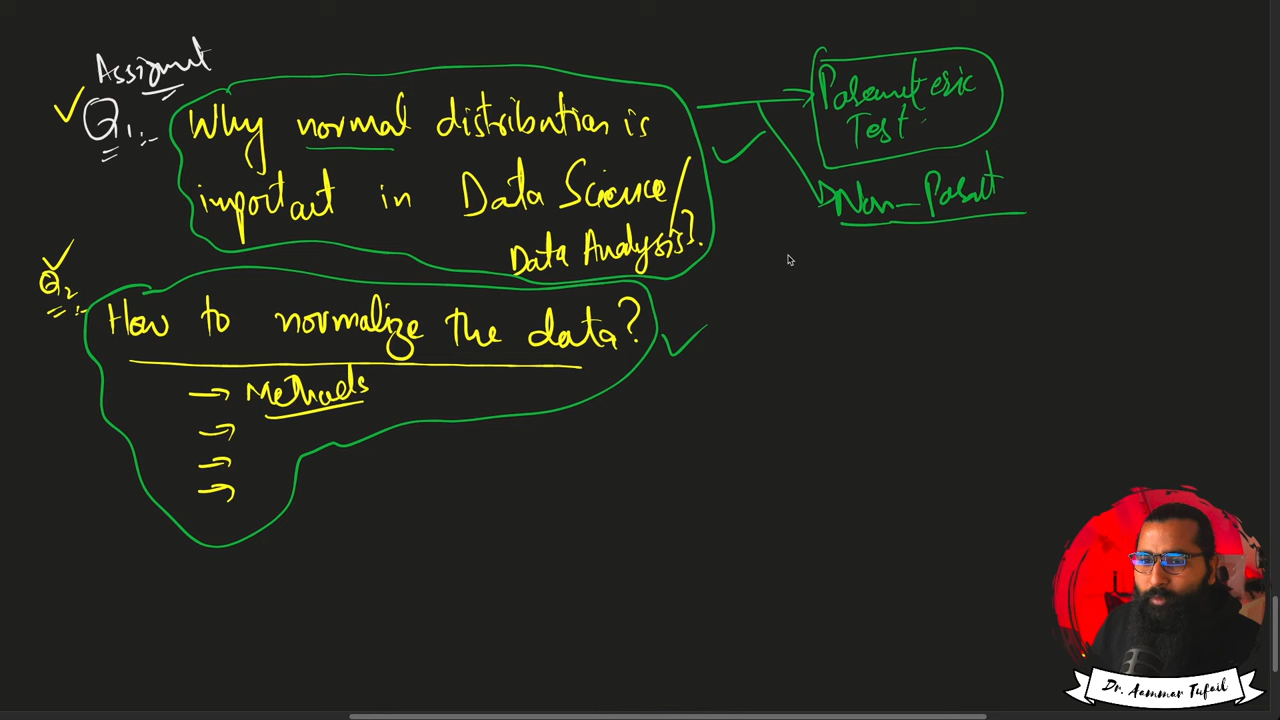 Assignment
Q1:- Why normal distribution is
important in Data Science/
Data Analysis?
Parametric
Test
Non-Parat
Q2:- How to normalize the data?
→ Methods
→
→
→
Dr. Aammar Tufail